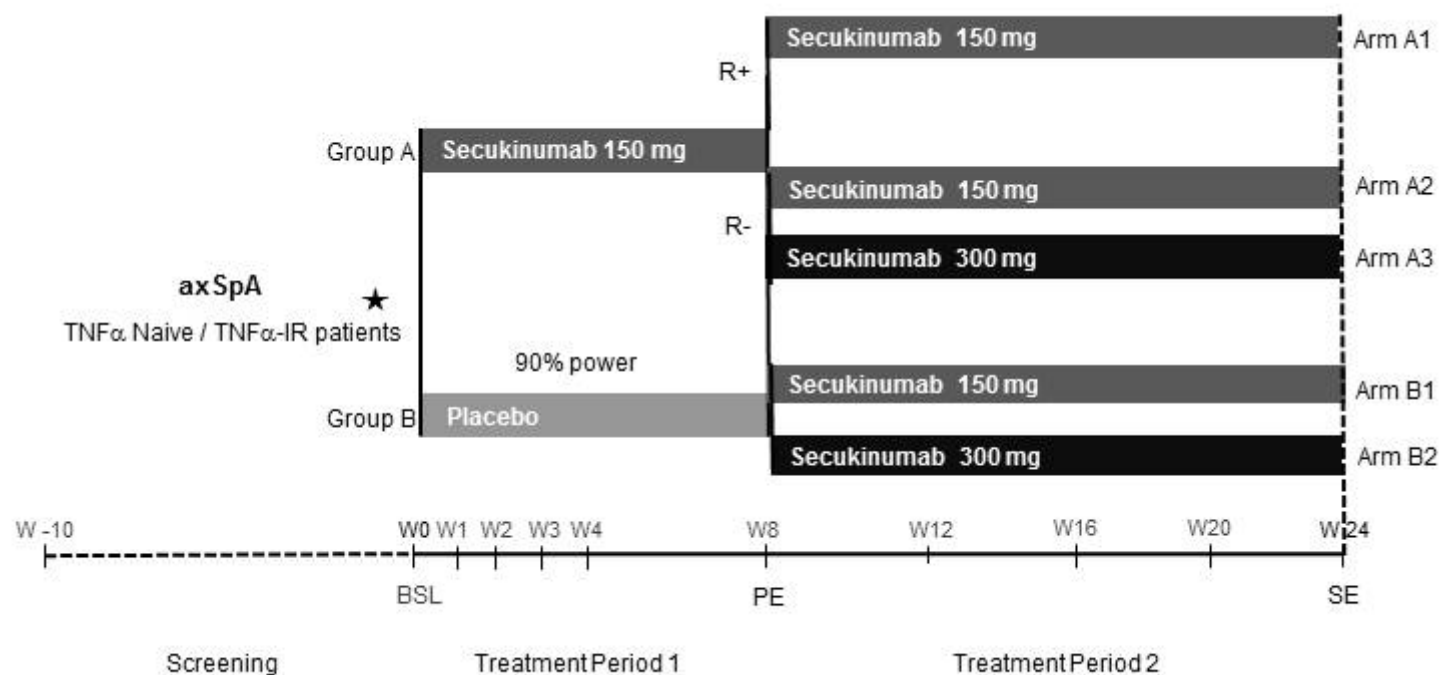 Secukinumab 150 mg
Arm A1
R+
Group A
Secukinumab 150 mg
Secukinumab 150 mg
Arm A2
R-
Secukinumab 300 mg
Arm A3
axSpA
★
TNFα Naive / TNFα-IR patients
90% power
Secukinumab 150 mg
Arm B1
Group B
Placebo
Secukinumab 300 mg
Arm B2
W -10 W0 W1 W2 W3 W4 W8 W12 W16 W20 W 24
BSL PE SE
Screening Treatment Period 1 Treatment Period 2